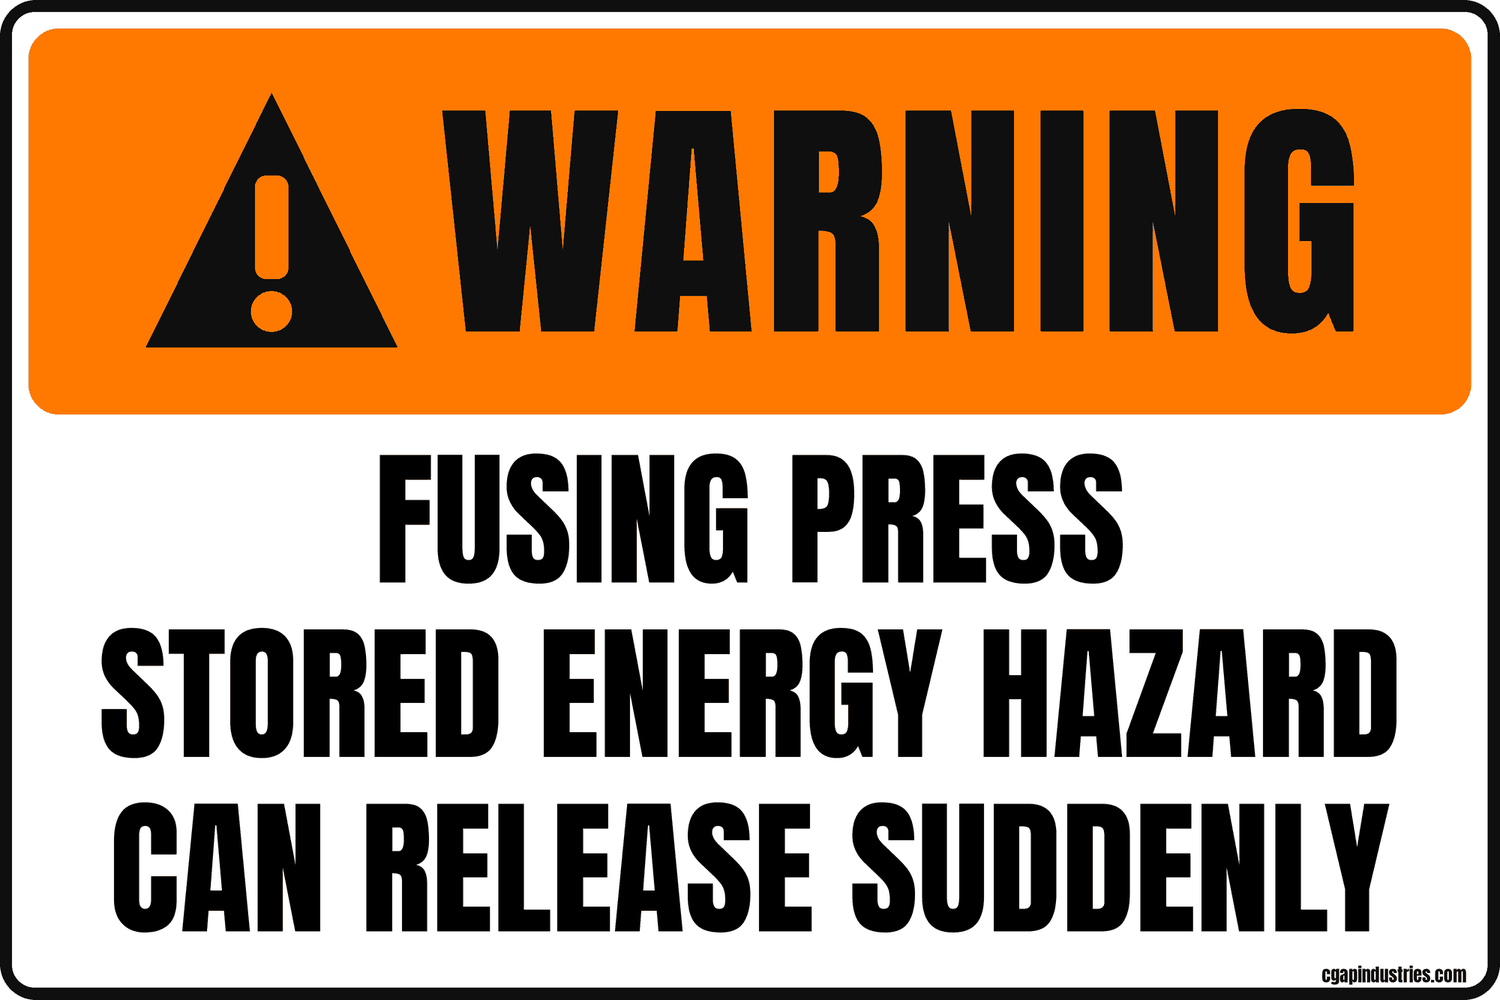 WARNING
FUSING PRESS
STORED ENERGY HAZARD
CAN RELEASE SUDDENLY
cgapindustries.com